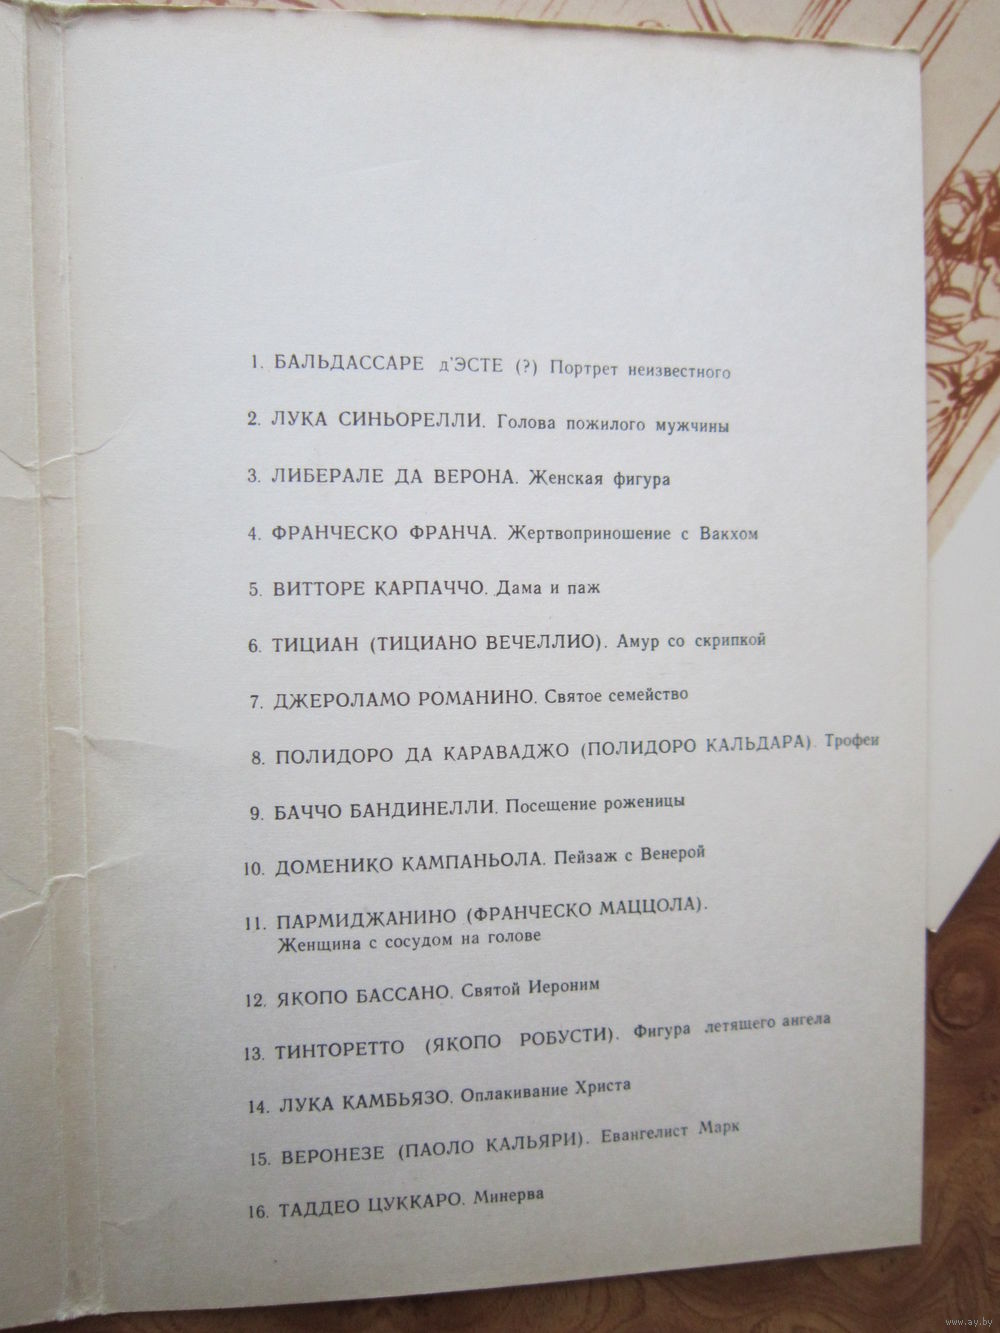 1. БАЛЬДАССАРЕ д'ЭСТЕ (?) Портрет неизвестного
2. ЛУКА СИНЬОРЕЛЛИ. Голова пожилого мужчины
3. ЛИБЕРАЛЕ ДА ВЕРОНА. Женская фигура
4. ФРАНЧЕСКО ФРАНЧА. Жертвоприношение с Вакхом
5. ВИТТОРЕ КАРПАЧЧО. Дама и паж
6. ТИЦИАН (ТИЦИАНО ВЕЧЕЛЛИО). Амур со скрипкой
7. ДЖЕРОЛАМО РОМАНИНО. Святое семейство
8. ПОЛИДОРО ДА КАРАВАДЖО (ПОЛИДОРО КАЛЬДАРА). Трофеи
9. БАЧЧО БАНДИНЕЛЛИ. Посещение роженицы
10. ДОМЕНИКО КАМПАНЬОЛА. Пейзаж с Венерой
11. ПАРМИДЖАНИНО (ФРАНЧЕСКО МАЦЦОЛА).
Женщина с сосудом на голове
12. ЯКОПО БАССАНО. Святой Иероним
13. ТИНТОРЕТТО (ЯКОПО РОБУСТИ). Фигура летящего ангела
14. ЛУКА КАМБЬЯЗО. Оплакивание Христа
15. ВЕРОНЕЗЕ (ПАОЛО КАЛЬЯРИ). Евангелист Марк
16. ТАДДЕО ЦУККАРО. Минерва
www.ay.by